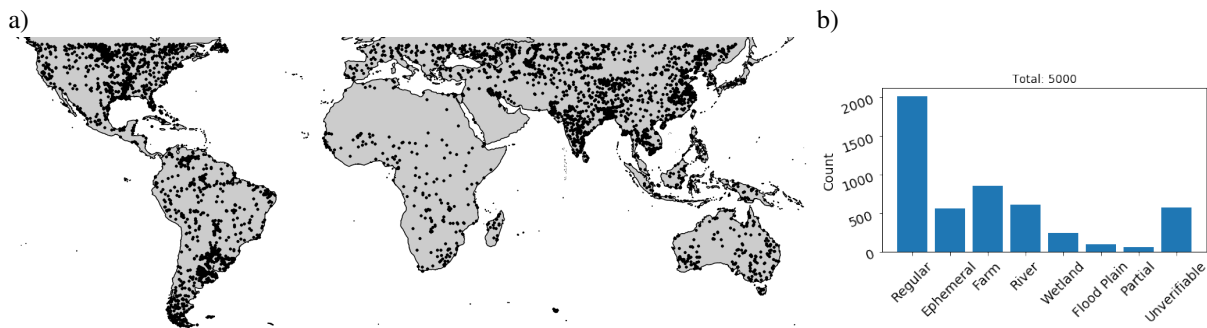 a)
b)
Total: 5000
Count
2000
1500
1000
500
0
Regular
Ephemeral
Farm
River
Wetland
Flood Plain
Partial
Unverifiable